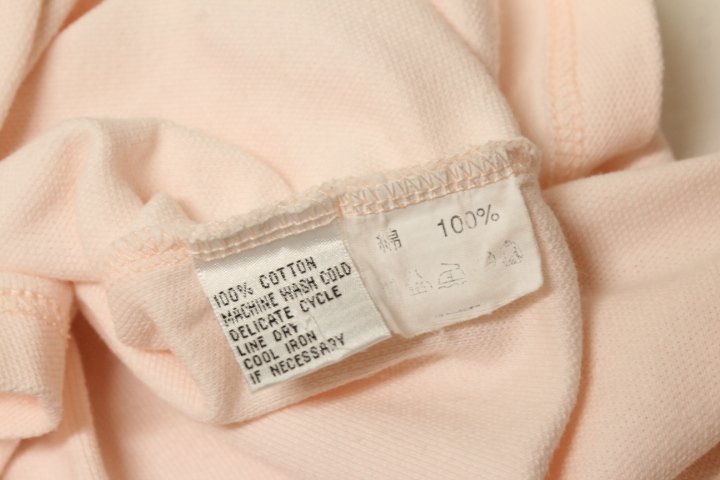 100% COTTON
MACHINE WASH COLD
DELICATE CYCLE
LINE DRY
COOL IRON
IF NECESSARY
綿 100%